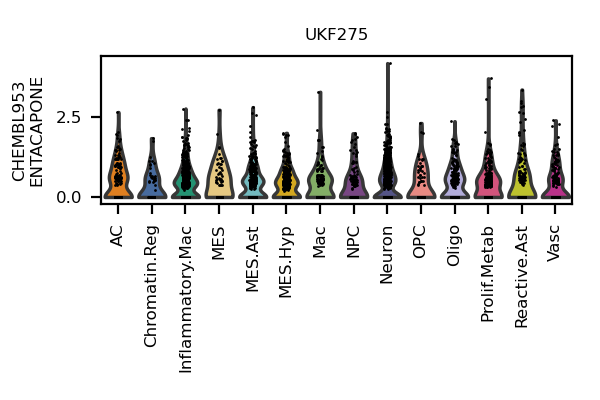 UKF275
CHEMBL953
ENTACAPONE
2.5
0.0
AC
Chromatin.Reg
Inflammatory.Mac
MES
MES.Ast
MES.Hyp
Mac
NPC
Neuron
OPC
Oligo
Prolif.Metab
Reactive.Ast
Vasc